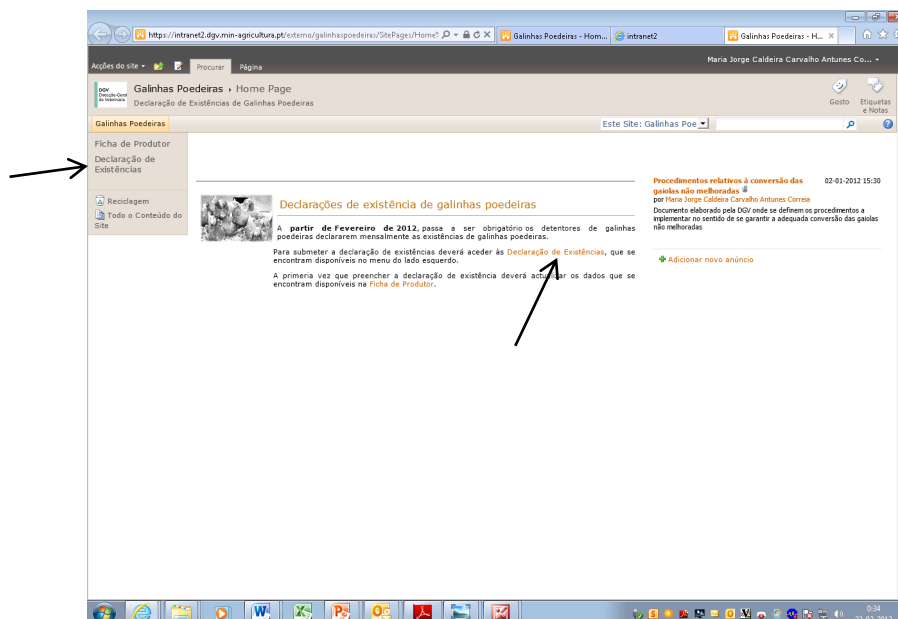 https://intranet2.dgv.min-agricultura.pt/externo/galinhaspoedeiras/SitePages/Home
Galinhas Poedeiras - Hom...
intranet2
Galinhas Poedeiras - H...
Acções do site
Procurar
Página
Maria Jorge Caldeira Carvalho Antunes Co...
DGV
Direcção-Geral
de Veterinária
Galinhas Poedeiras › Home Page
Declaração de Existências de Galinhas Poedeiras
Gosto
Etiquetas
e Notas
Galinhas Poedeiras
Este Site: Galinhas Poe
Ficha de Produtor
Declaração de
Existências
Reciclagem
Todo o Conteúdo do
Site
Declarações de existência de galinhas poedeiras
A partir de Fevereiro de 2012, passa a ser obrigatório os detentores de galinhas
poedeiras declararem mensalmente as existências de galinhas poedeiras.
Para submeter a declaração de existências deverá aceder às Declaração de Existências, que se
encontram disponíveis no menu do lado esquerdo.
A primeria vez que preencher a declaração de existência deverá actualizar os dados que se
encontram disponíveis na Ficha de Produtor.
Procedimentos relativos à conversão das
gaiolas não melhoradas
02-01-2012 15:30
por Maria Jorge Caldeira Carvalho Antunes Correia
Documento elaborado pela DGV onde se definem os procedimentos a
implementar no sentido de se garantir a adequada conversão das gaiolas
não melhoradas
Adicionar novo anúncio
0:34